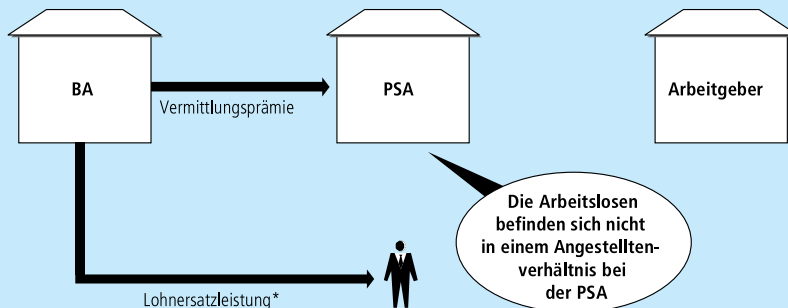 BA
Vermittlungsprämie
PSA
Arbeitgeber
Die Arbeitslosen
befinden sich nicht
in einem Angestellten-
verhältnis bei
der PSA
Lohnersatzleistung*